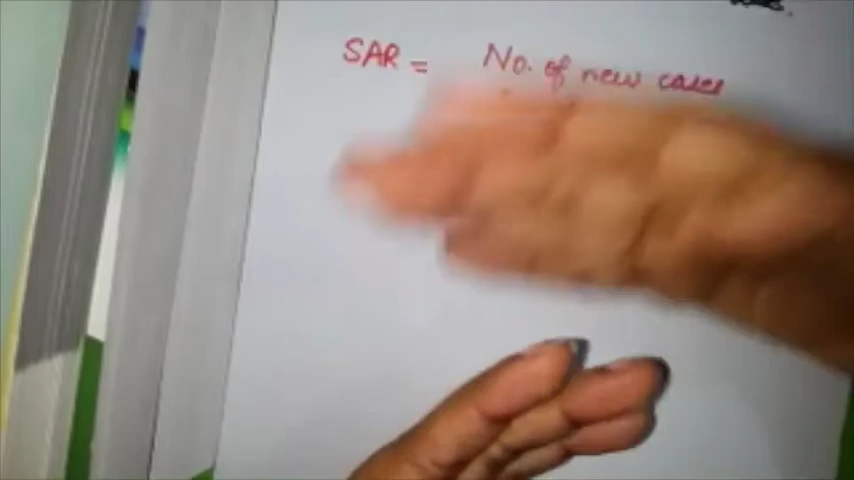 SAR = No. of new cases